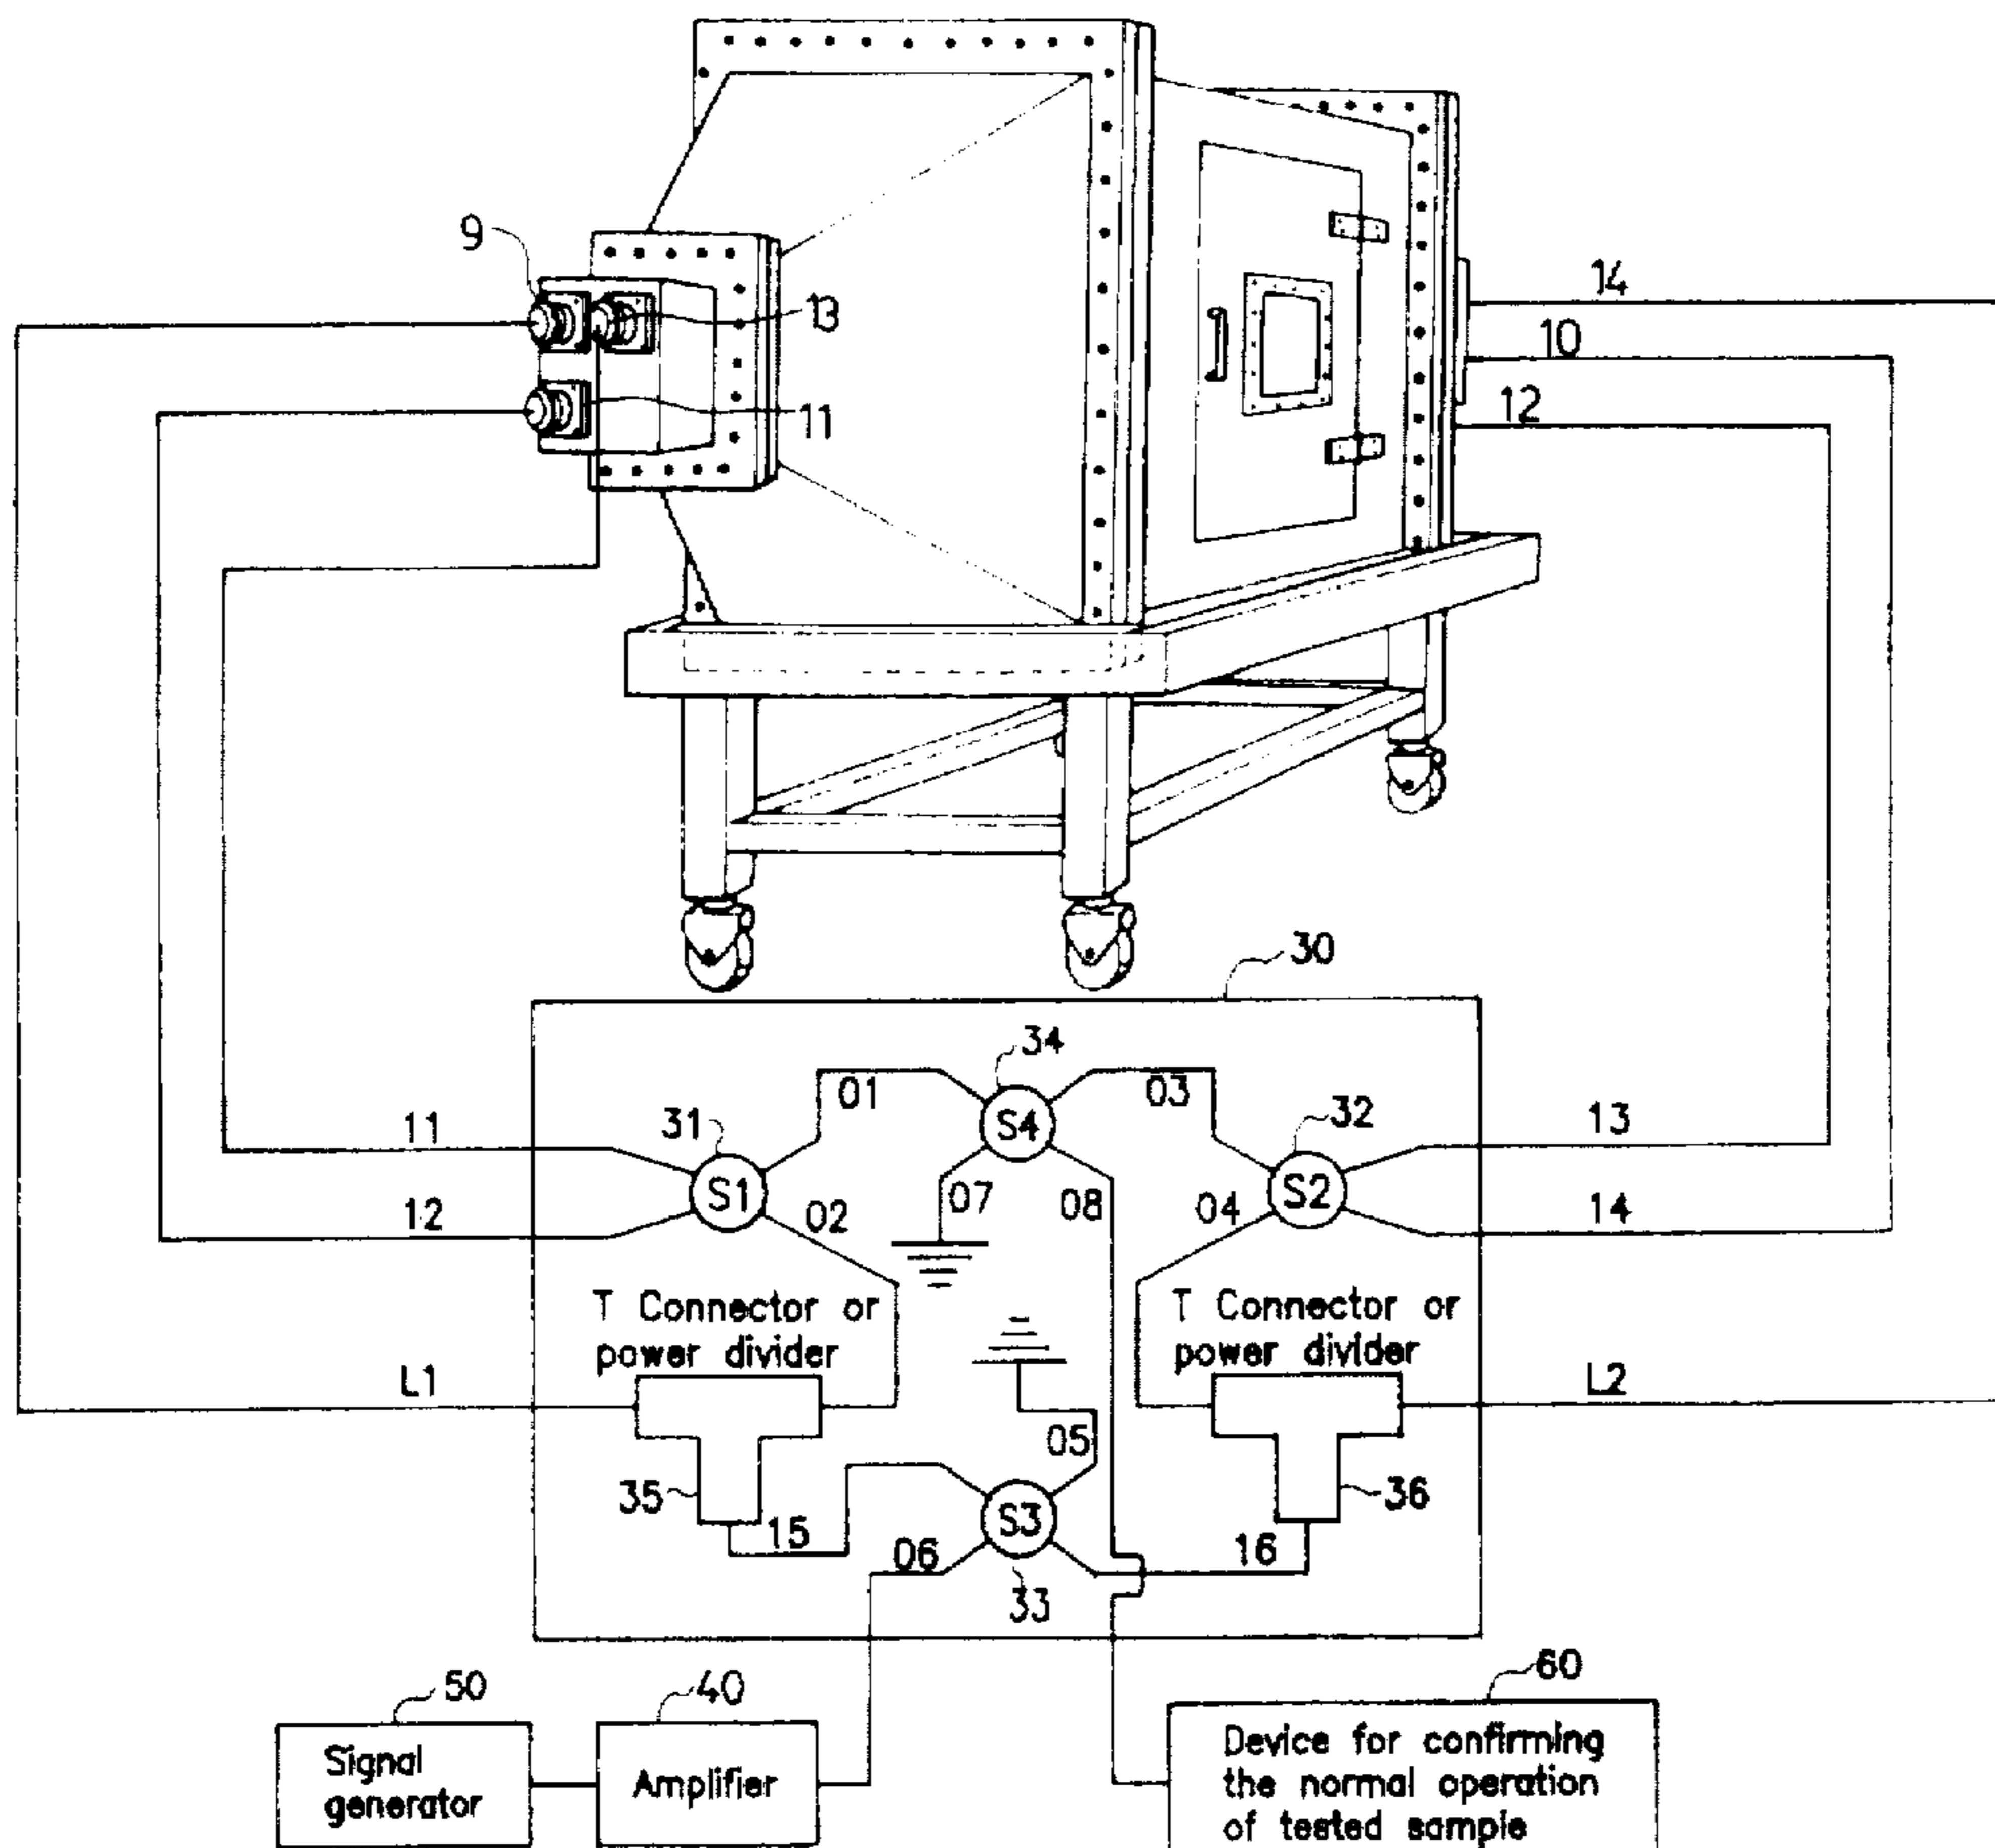 9
13
11
14
10
12
30
34
01
03
31
32
11
13
S4
S1
S2
07
08
02
04
12
14
T Connector or
power divider
T Connector or
power divider
L1
L2
05
35
36
15
S3
06
16
33
50
40
60
Signal
generator
Amplifier
Device for confirming
the normal operation
of tested sample